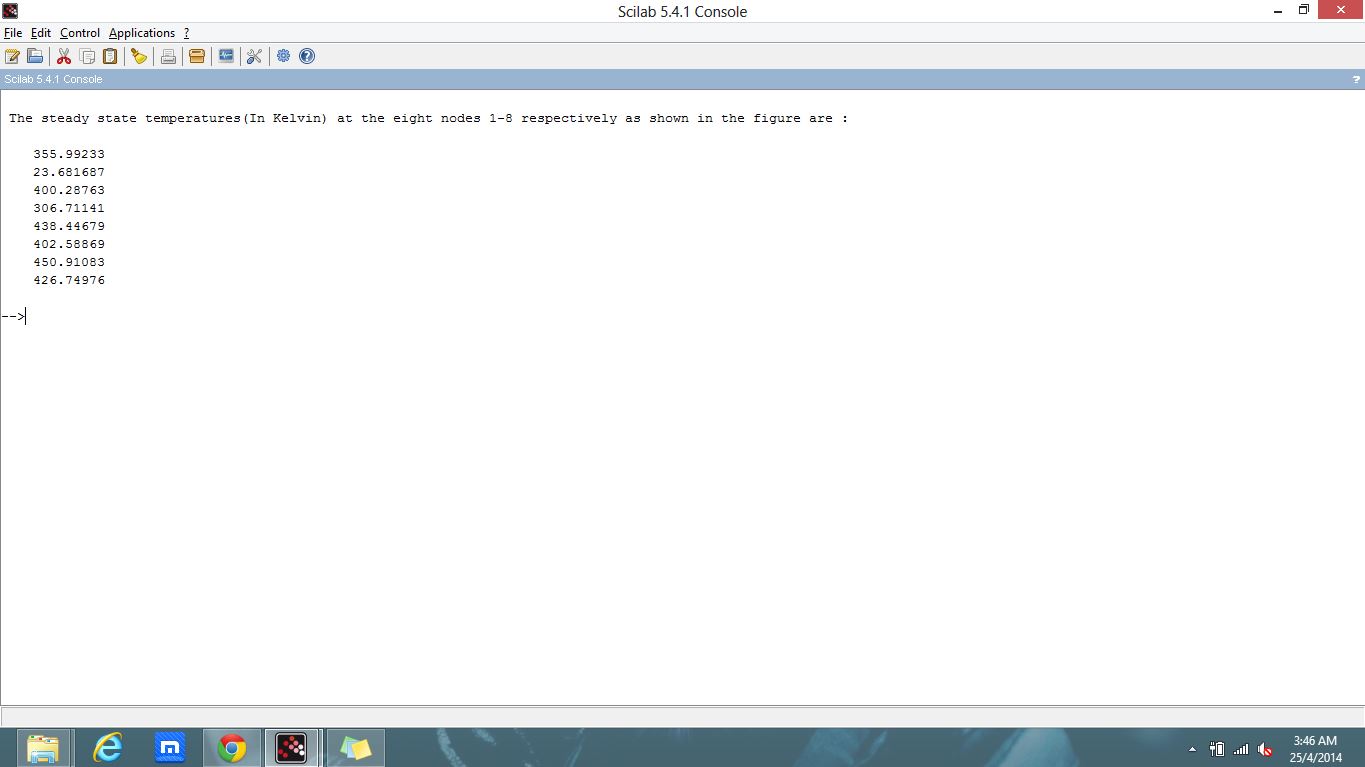 Scilab 5.4.1 Console
File Edit Control Applications ?
Scilab 5.4.1 Console ?
The steady state temperatures(In Kelvin) at the eight nodes 1-8 respectively as shown in the figure are :
355.99233
23.681687
400.28763
306.71141
438.44679
402.58869
450.91083
426.74976
-->
3:46 AM
25/4/2014